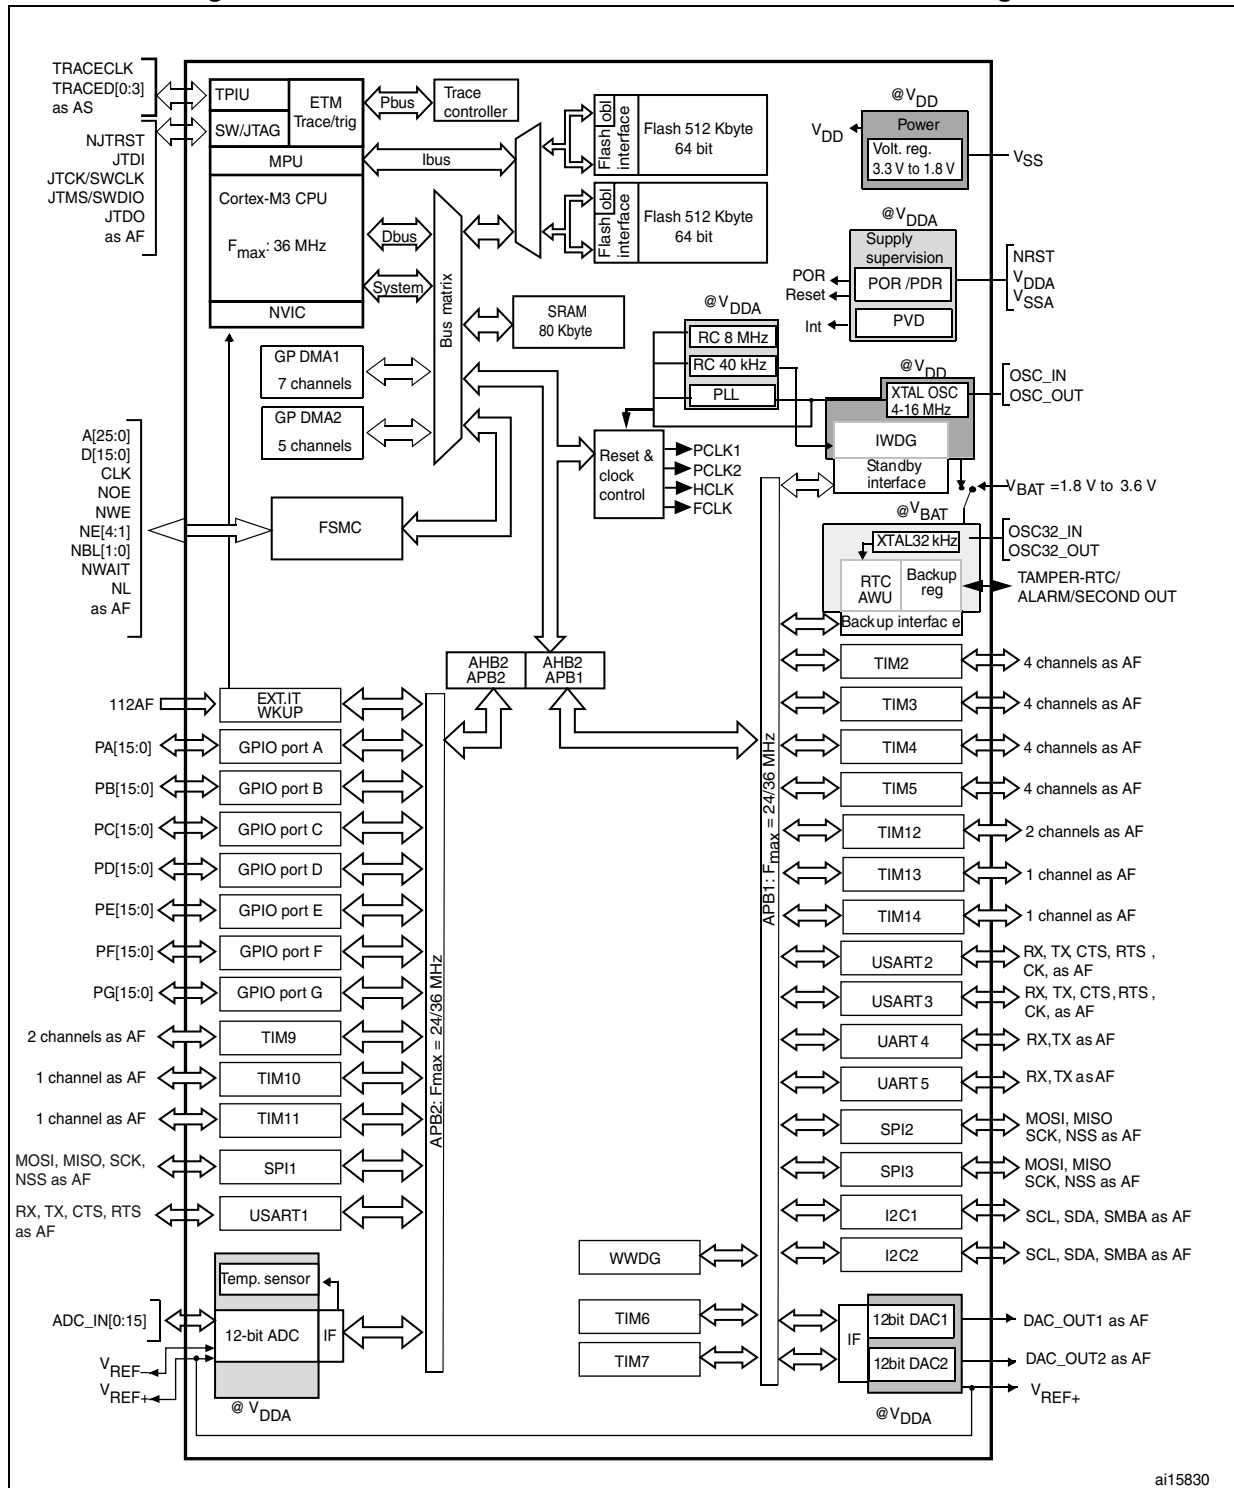 TRACECLK
TRACED[0:3]
as AS
NJTRST
JTDI
JTCK/SWCLK
JTMS/SWDIO
JTDO
as AF
TPIU
SW/JTAG
ETM
Trace/trig
MPU
Cortex-M3 CPU
Fmax: 36 MHz
NVIC
Pbus
Trace
controller
Ibus
Dbus
System
Bus matrix
Flash obl
interface
Flash 512 Kbyte
64 bit
Flash obl
interface
Flash 512 Kbyte
64 bit
SRAM
80 Kbyte
GP DMA1
7 channels
GP DMA2
5 channels
A[25:0]
D[15:0]
CLK
NOE
NWE
NE[4:1]
NBL[1:0]
NWAIT
NL
as AF
FSMC
@VDD
Power
VDD
Volt. reg.
3.3 V to 1.8 V
VSS
@VDDA
Supply
supervision
POR
Reset
Int
POR /PDR
PVD
NRST
VDDA
VSSA
@VDDA
RC 8 MHz
RC 40 kHz
PLL
@VDD
XTAL OSC
4-16 MHz
OSC_IN
OSC_OUT
IWDG
Standby
interface
Reset &
clock
control
PCLK1
PCLK2
HCLK
FCLK
VBAT =1.8 V to 3.6 V
@VBAT
XTAL32 kHz
OSC32_IN
OSC32_OUT
RTC
AWU
Backup
reg
Backup interfac e
TAMPER-RTC/
ALARM/SECOND OUT
AHB2
APB2
AHB2
APB1
112AF
EXT.IT
WKUP
PA[15:0]
GPIO port A
PB[15:0]
GPIO port B
PC[15:0]
GPIO port C
PD[15:0]
GPIO port D
PE[15:0]
GPIO port E
PF[15:0]
GPIO port F
PG[15:0]
GPIO port G
2 channels as AF
TIM9
1 channel as AF
TIM10
1 channel as AF
TIM11
MOSI, MISO, SCK,
NSS as AF
SPI1
RX, TX, CTS, RTS
as AF
USART1
Temp. sensor
ADC_IN[0:15]
12-bit ADC
IF
VREF–
VREF+
@ VDDA
APB2: Fmax = 24/36 MHz
APB1: Fmax = 24/36 MHz
TIM2
4 channels as AF
TIM3
4 channels as AF
TIM4
4 channels as AF
TIM5
4 channels as AF
TIM12
2 channels as AF
TIM13
1 channel as AF
TIM14
1 channel as AF
USART2
RX, TX, CTS, RTS ,
CK, as AF
USART3
RX, TX, CTS, RTS ,
CK, as AF
UART4
RX,TX as AF
UART5
RX, TX as AF
SPI2
MOSI, MISO
SCK, NSS as AF
SPI3
MOSI, MISO
SCK, NSS as AF
I2C1
SCL, SDA, SMBA as AF
I2C2
SCL, SDA, SMBA as AF
WWDG
TIM6
TIM7
IF
12bit DAC1
DAC_OUT1 as AF
12bit DAC2
DAC_OUT2 as AF
VREF+
@VDDA
ai15830